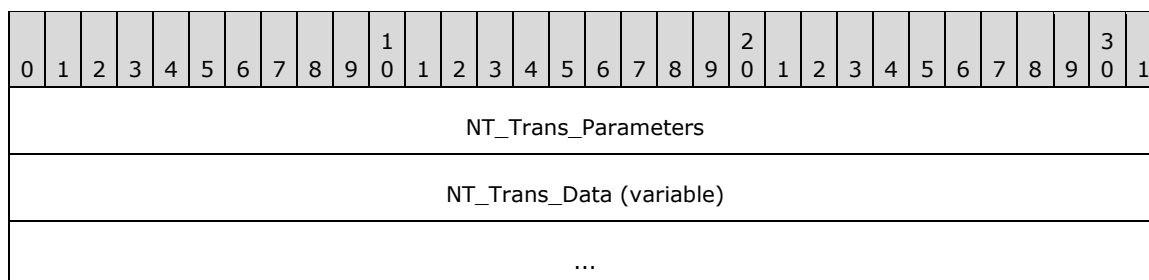 1 2 3
0 1 2 3 4 5 6 7 8 9 0 1 2 3 4 5 6 7 8 9 0 1 2 3 4 5 6 7 8 9 0 1
NT_Trans_Parameters
NT_Trans_Data (variable)
...